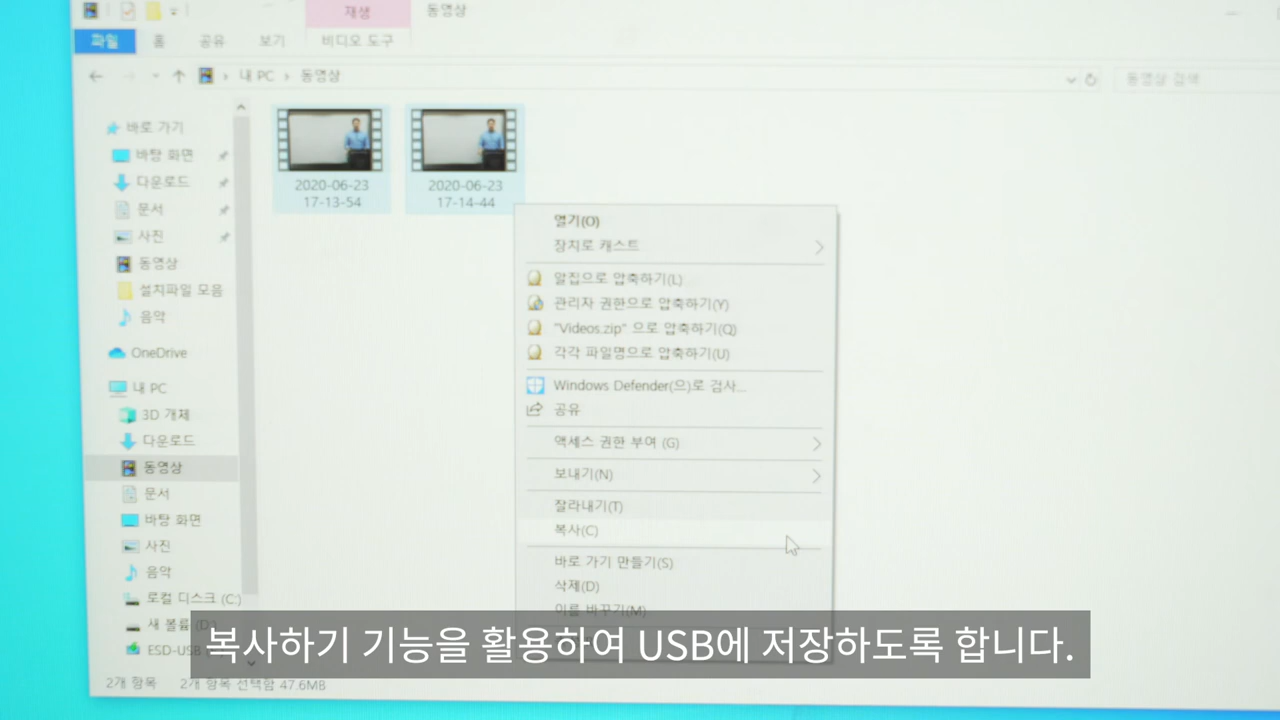 재생
동영상
파일
홈
공유
보기
비디오 도구
내 PC
동영상
동영상 검색
바로 가기
바탕 화면
다운로드
문서
사진
동영상
설치파일 모음
음악
OneDrive
내 PC
3D 개체
다운로드
동영상
문서
바탕 화면
사진
음악
로컬 디스크 (C:)
새 볼륨 (D:
ESD-USB
2020-06-23
17-13-54
2020-06-23
17-14-44
열기(O)
장치로 캐스트
알집으로 압축하기(L)
관리자 권한으로 압축하기(Y)
"Videos.zip" 으로 압축하기(Q)
각각 파일명으로 압축하기(U)
Windows Defender(으)로 검사...
공유
액세스 권한 부여 (G)
보내기(N)
잘라내기(T)
복사(C)
바로 가기 만들기(S)
삭제(D)
이름 바꾸기(M)
복사하기 기능을 활용하여 USB에 저장하도록 합니다.
2개 항목
2개 항목 선택함 47.6MB